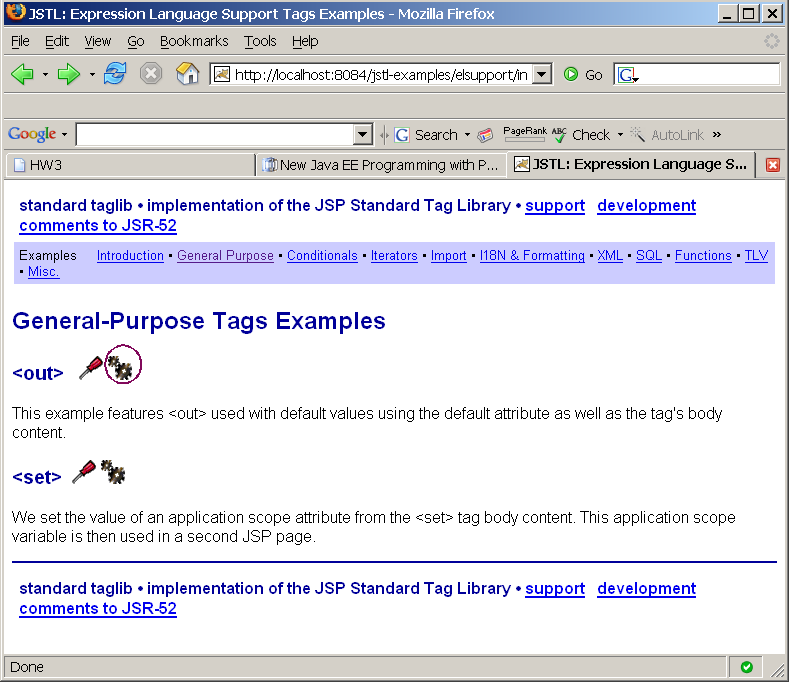 JSTL: Expression Language Support Tags Examples - Mozilla Firefox
File Edit View Go Bookmarks Tools Help
http://localhost:8084/jstl-examples/elsupport/in Go G
Google G Search PageRank ABC Check AutoLink »
HW3 New Java EE Programming with P... JSTL: Expression Language S...
standard taglib • implementation of the JSP Standard Tag Library • support development
comments to JSR-52
Examples Introduction • General Purpose • Conditionals • Iterators • Import • I18N & Formatting • XML • SQL • Functions • TLV
• Misc.
General-Purpose Tags Examples
<out>
This example features <out> used with default values using the default attribute as well as the tag's body
content.
<set>
We set the value of an application scope attribute from the <set> tag body content. This application scope
variable is then used in a second JSP page.
standard taglib • implementation of the JSP Standard Tag Library • support development
comments to JSR-52
Done